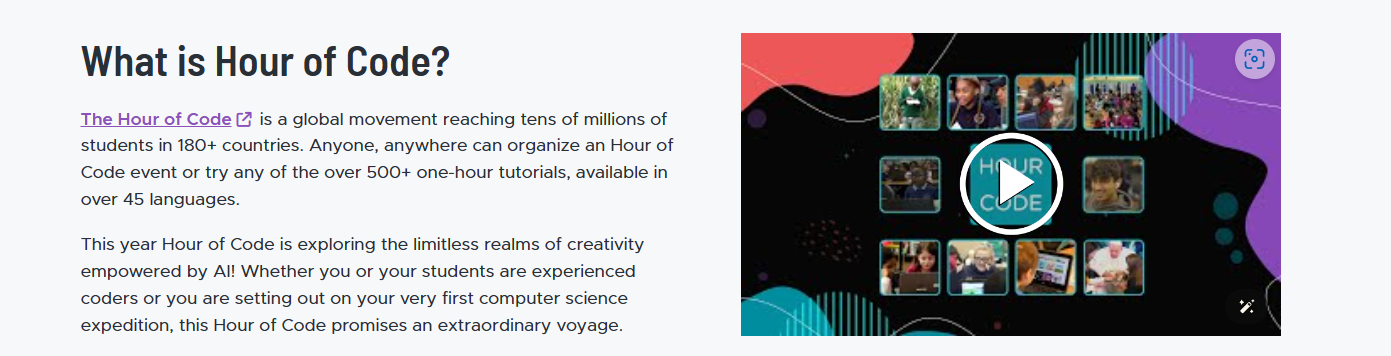 What is Hour of Code?
The Hour of Code is a global movement reaching tens of millions of
students in 180+ countries. Anyone, anywhere can organize an Hour of
Code event or try any of the over 500+ one-hour tutorials, available in
over 45 languages.
This year Hour of Code is exploring the limitless realms of creativity
empowered by AI! Whether you or your students are experienced
coders or you are setting out on your very first computer science
expedition, this Hour of Code promises an extraordinary voyage.
HOUR
CODE